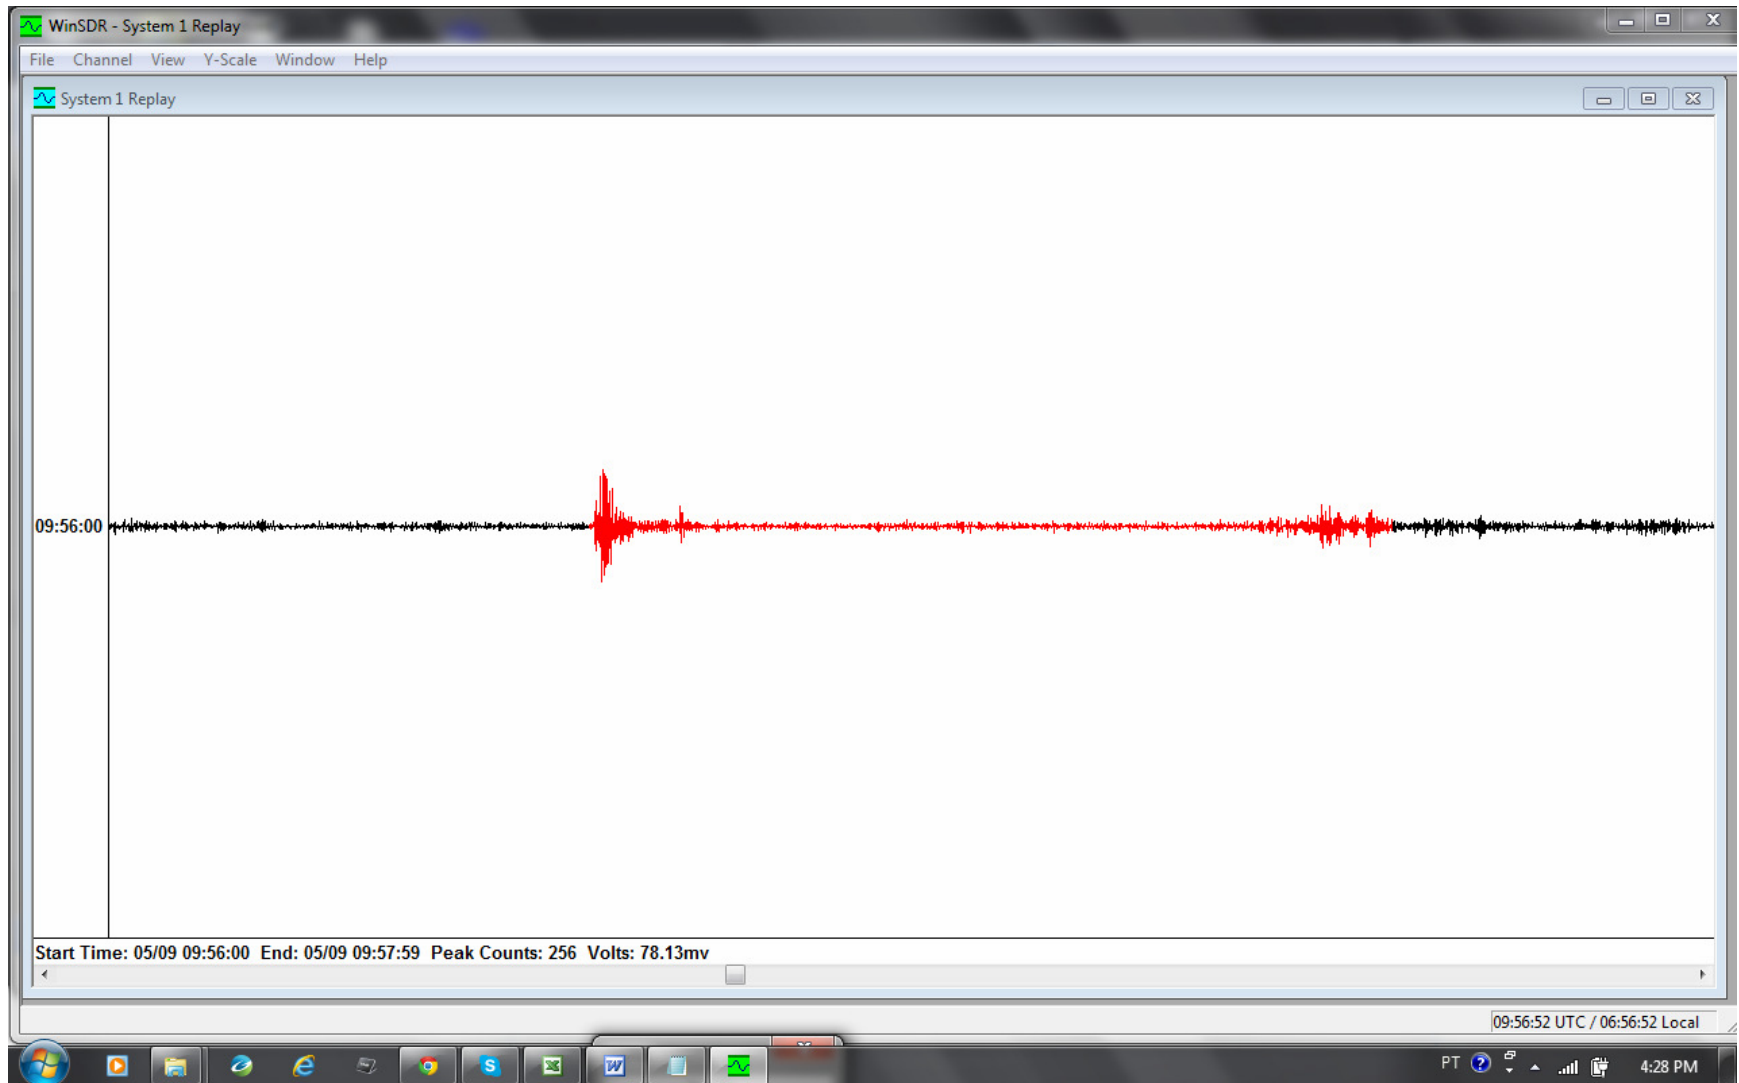 WinSDR - System 1 Replay
File Channel View Y-Scale Window Help
System 1 Replay
09:56:00
Start Time: 05/09 09:56:00 End: 05/09 09:57:59 Peak Counts: 256 Volts: 78.13mv
09:56:52 UTC / 06:56:52 Local
PT 4:28 PM